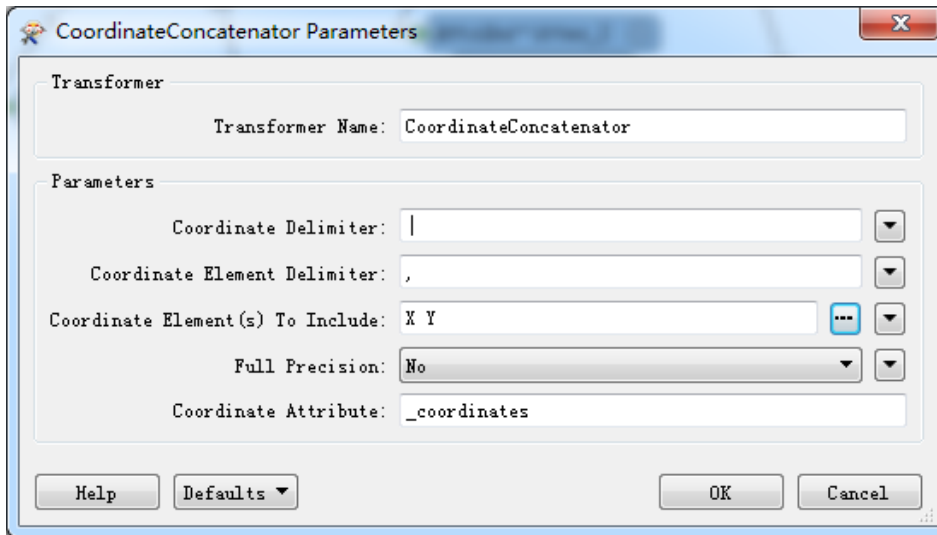 CoordinateConcatenator Parameters
Transformer
Transformer Name: CoordinateConcatenator
Parameters
Coordinate Delimiter: |
Coordinate Element Delimiter: ,
Coordinate Element(s) To Include: X Y ...
Full Precision: No
Coordinate Attribute: _coordinates
Help Defaults OK Cancel